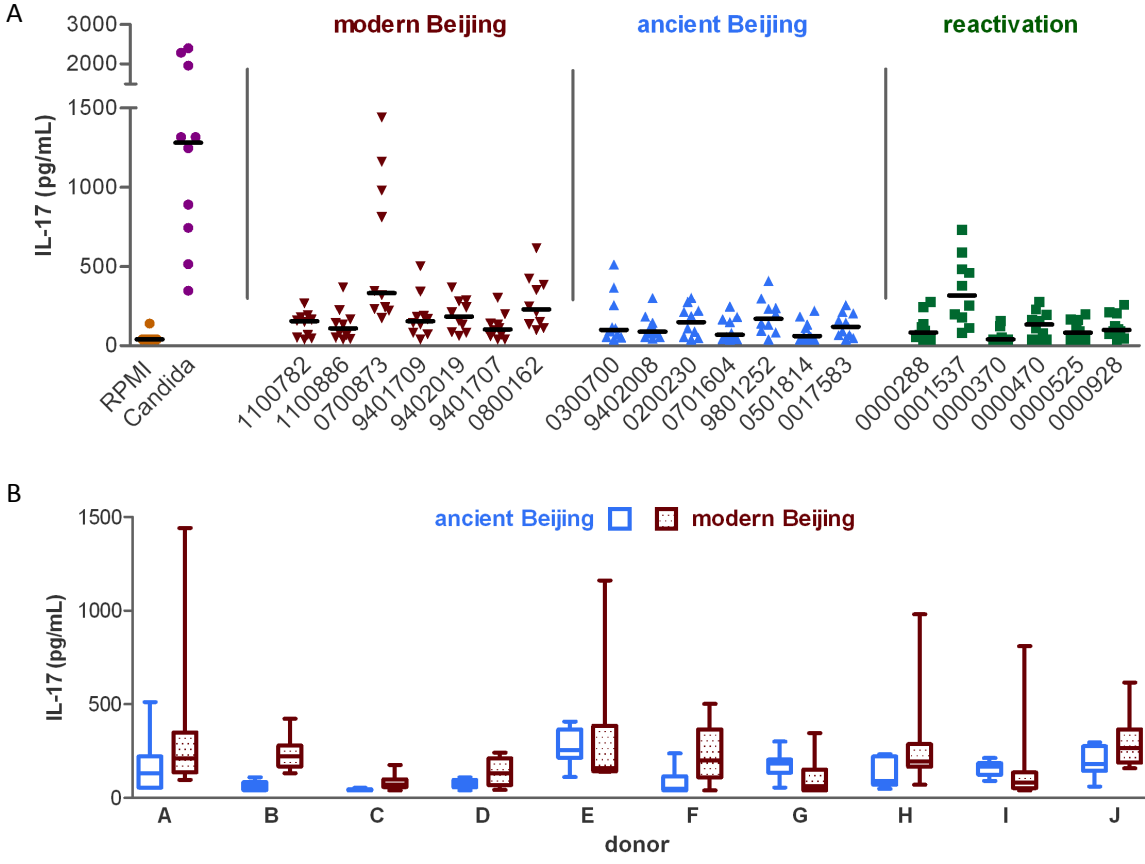 A
modern Beijing
ancient Beijing
reactivation
IL-17 (pg/mL)
3000
2000
1500
1000
500
0
RPMI
Candida
1100782
1100886
0700873
9401709
9402019
9401707
0800162
0300700
9402008
0200230
0701604
9801252
0501814
0017583
0000288
0001537
0000370
0000470
0000525
0000928
B
ancient Beijing
modern Beijing
IL-17 (pg/mL)
1500
1000
500
0
A B C D E F G H I J
donor